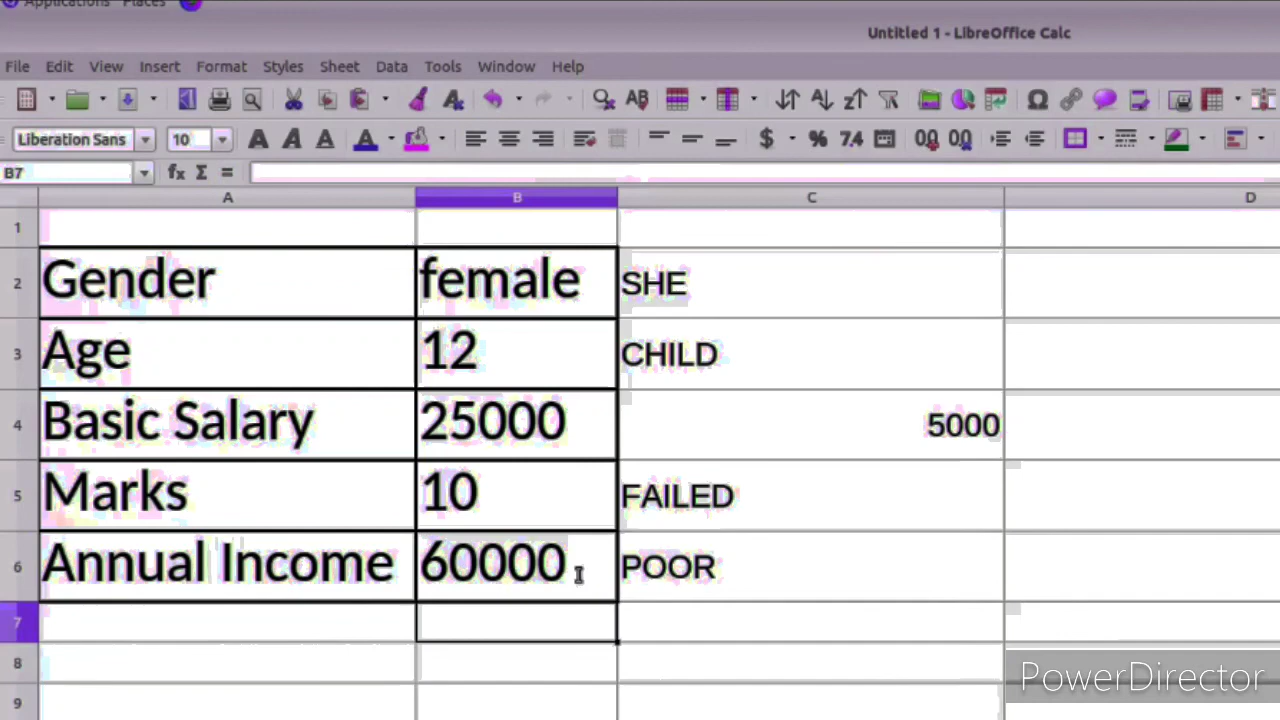 Applications Places
Untitled 1 - LibreOffice Calc
File Edit View Insert Format Styles Sheet Data Tools Window Help
Liberation Sans 10
B7
A B C D
1
2 Gender female SHE
3 Age 12 CHILD
4 Basic Salary 25000 5000
5 Marks 10 FAILED
6 Annual Income 60000 POOR
7
8
9
PowerDirector